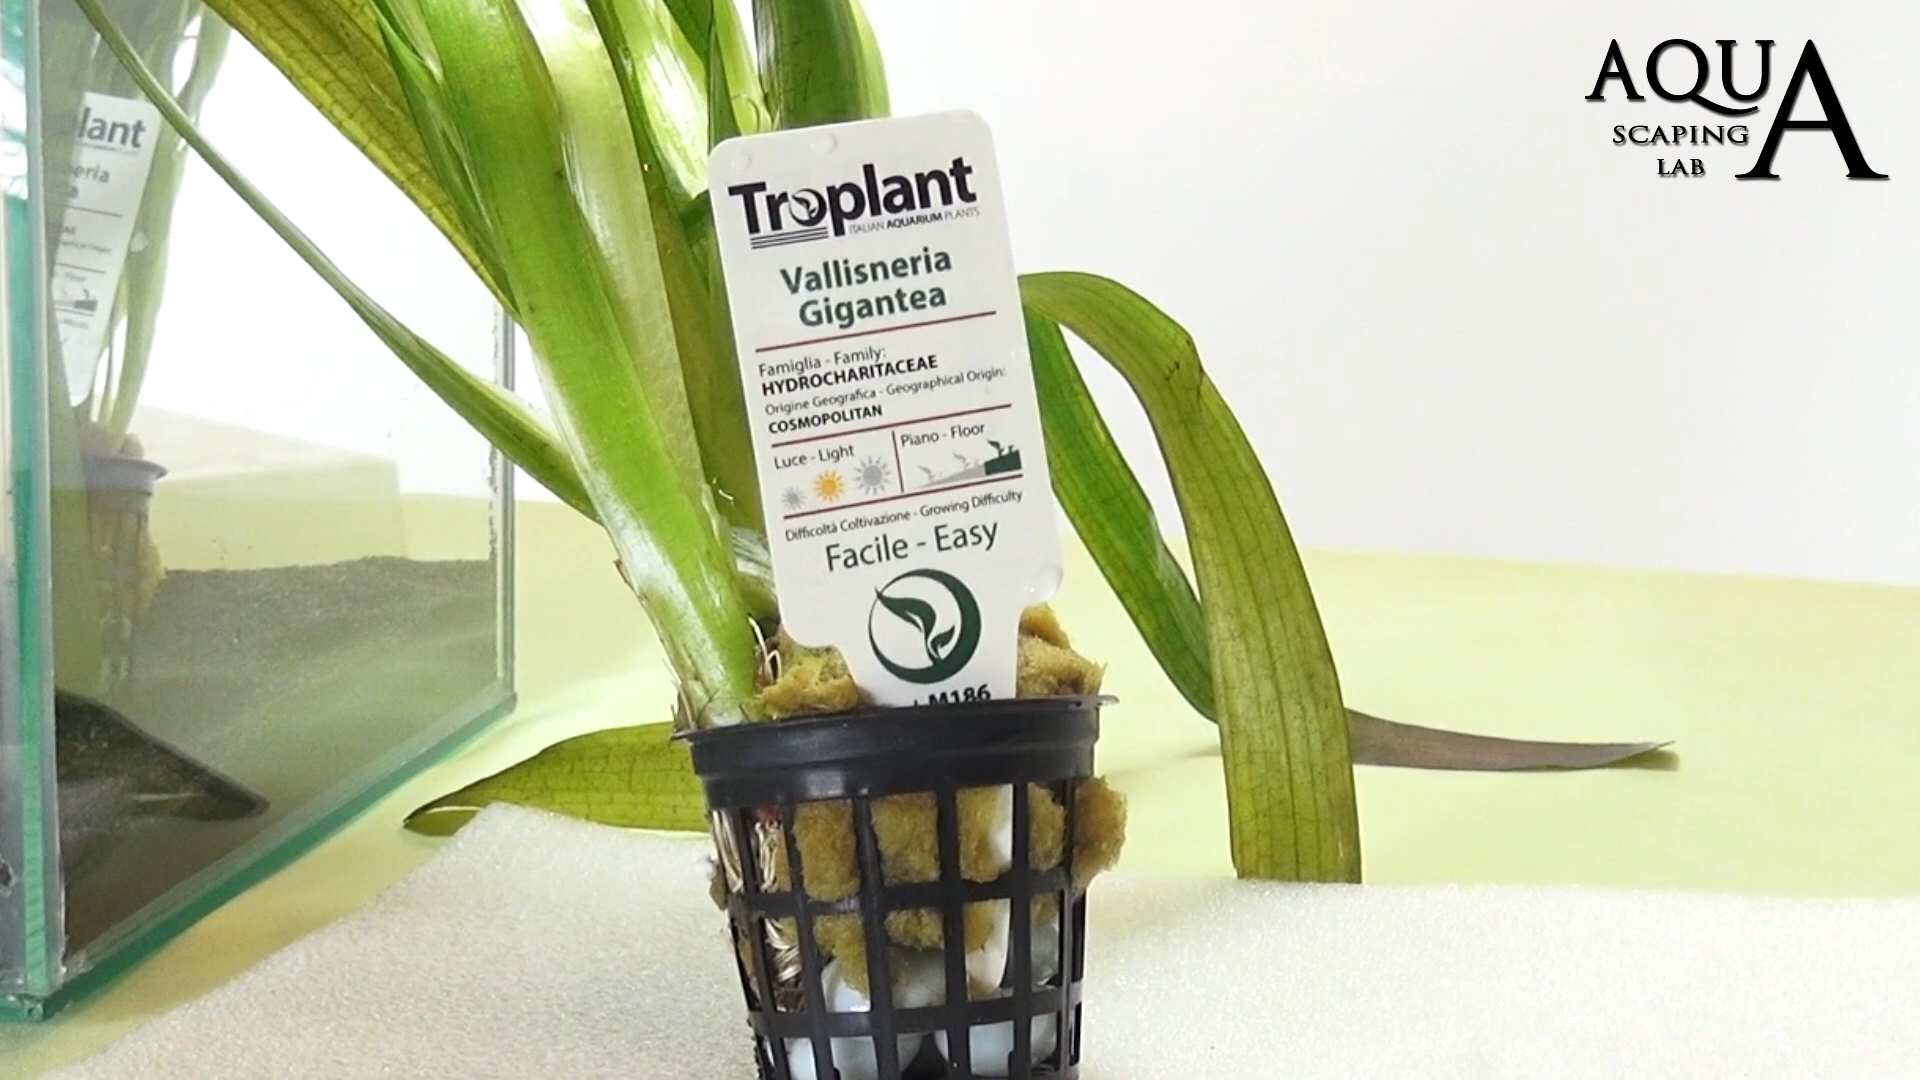 AQUA
SCAPING
LAB
Troplant
ITALIAN AQUARIUM PLANTS
Vallisneria
Gigantea
Famiglia - Family:
HYDROCHARITACEAE
Origine Geografica - Geographical Origin:
COSMOPOLITAN
Luce - Light
Piano - Floor
Difficoltà Coltivazione - Growing Difficulty
Facile - Easy
M186
lant